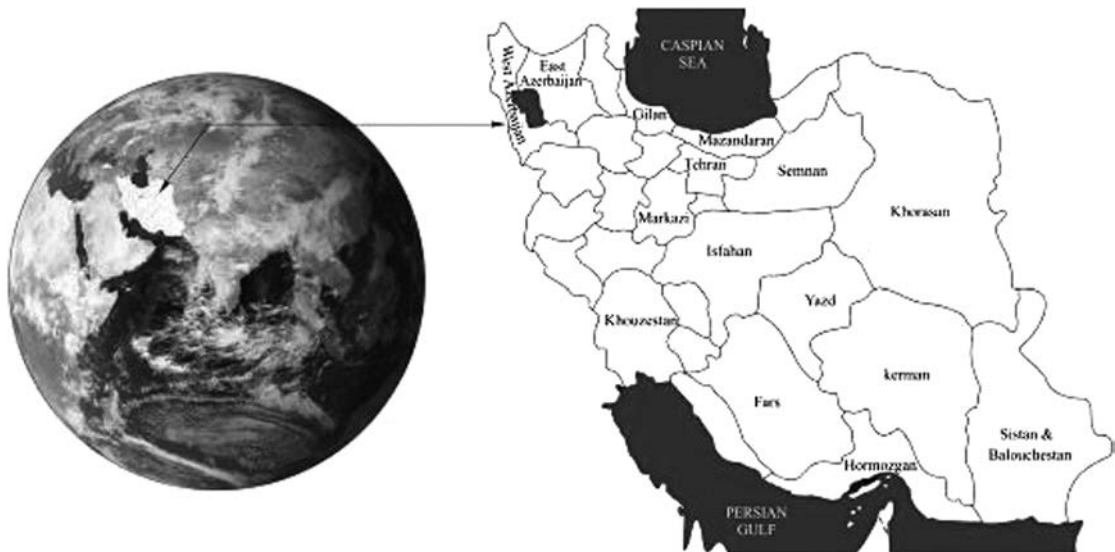 CASPIAN
SEA
West Azerbaijan
East
Azerbaijan
Gilan
Mazandaran
Tehran
Semnan
Khorasan
Markazi
Isfahan
Yazd
Khouzestan
kerman
Fars
Sistan &
Balouchestan
Hormozgan
PERSIAN
GULF